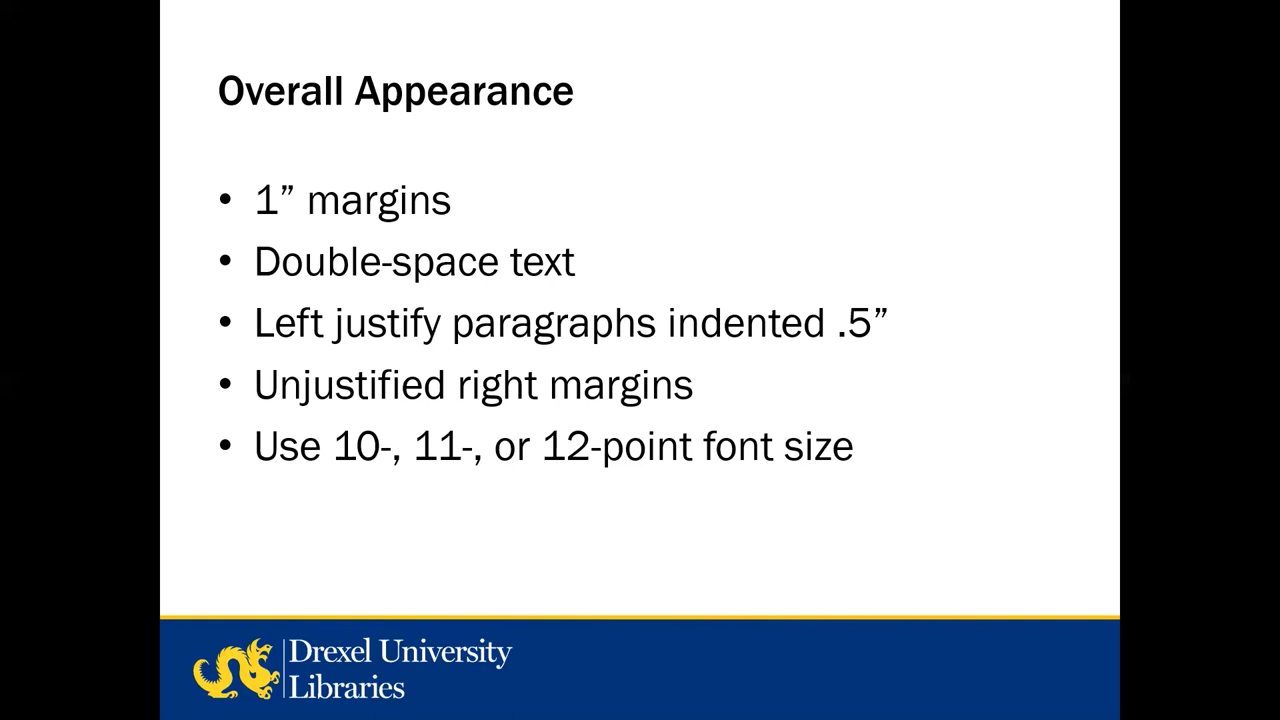 Overall Appearance
• 1” margins
• Double-space text
• Left justify paragraphs indented .5”
• Unjustified right margins
• Use 10-, 11-, or 12-point font size
Drexel University
Libraries